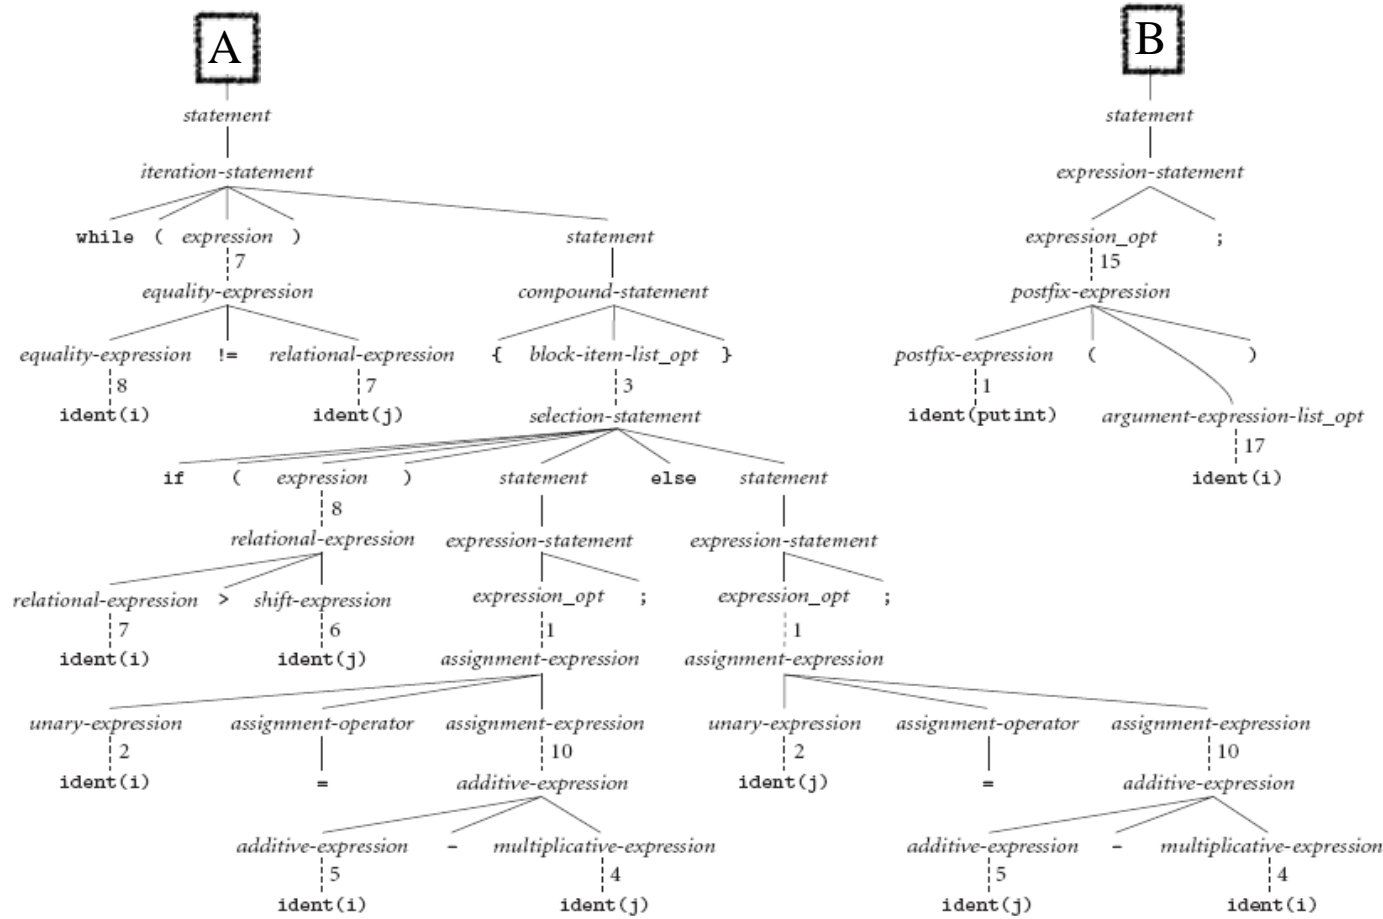 A B
statement statement
iteration-statement expression-statement
while ( expression ) statement expression_opt ;
7 15
equality-expression compound-statement postfix-expression
equality-expression != relational-expression { block-item-list_opt } postfix-expression ( )
8 7 3 1
ident(i) ident(j) selection-statement ident(putint) argument-expression-list_opt
17
if ( expression ) statement else statement ident(i)
8
relational-expression expression-statement expression-statement
relational-expression > shift-expression expression_opt ; expression_opt ;
7 6 1 1
ident(i) ident(j) assignment-expression assignment-expression
unary-expression assignment-operator assignment-expression unary-expression assignment-operator assignment-expression
2 10 2 10
ident(i) = additive-expression ident(j) = additive-expression
additive-expression - multiplicative-expression additive-expression - multiplicative-expression
5 4 5 4
ident(i) ident(j) ident(j) ident(i)